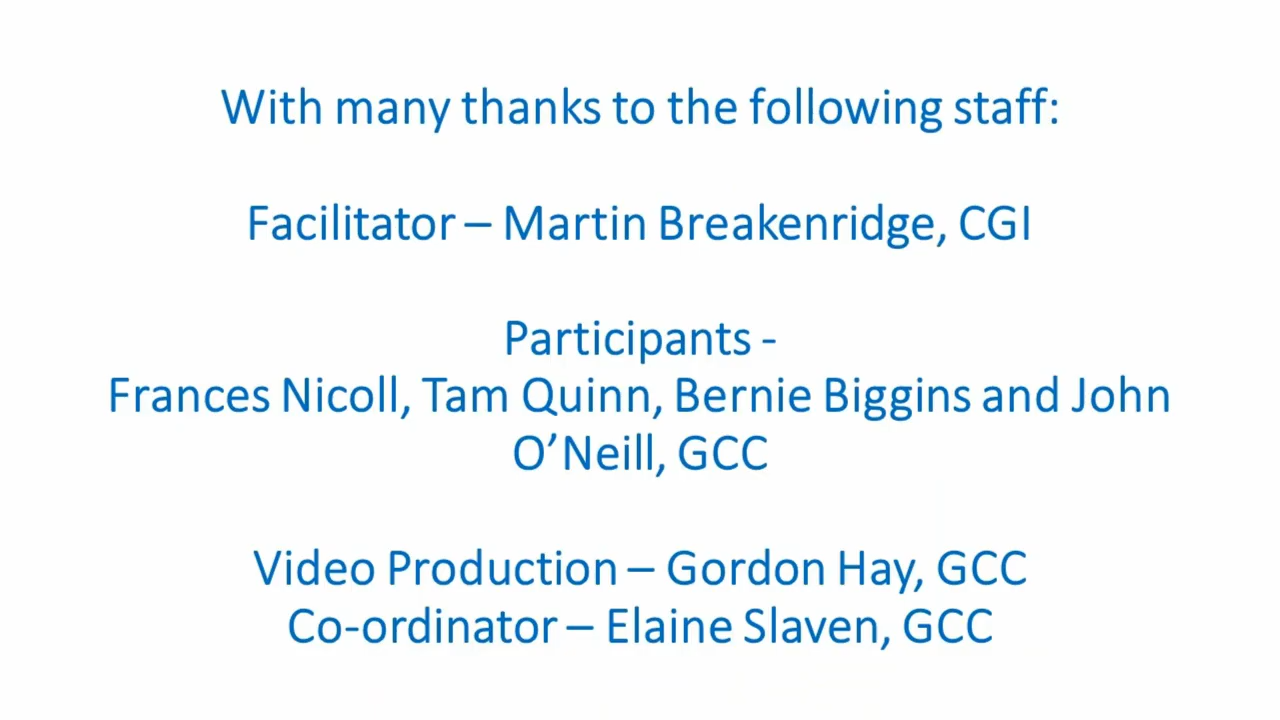 With many thanks to the following staff:
Facilitator – Martin Breakenridge, CGI
Participants -
Frances Nicoll, Tam Quinn, Bernie Biggins and John
O’Neill, GCC
Video Production – Gordon Hay, GCC
Co-ordinator – Elaine Slaven, GCC